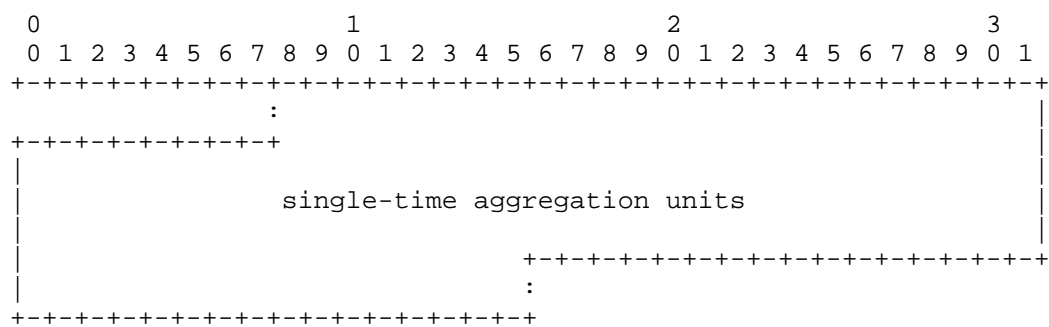 0                   1                   2                   3
 0 1 2 3 4 5 6 7 8 9 0 1 2 3 4 5 6 7 8 9 0 1 2 3 4 5 6 7 8 9 0 1
+-+-+-+-+-+-+-+-+-+-+-+-+-+-+-+-+-+-+-+-+-+-+-+-+-+-+-+-+-+-+-+-+
                :                                               |
+-+-+-+-+-+-+-+-+                                               |
|                                                               |
|                single-time aggregation units                  |
|                                                               |
|                               +-+-+-+-+-+-+-+-+-+-+-+-+-+-+-+-+
|                               :
+-+-+-+-+-+-+-+-+-+-+-+-+-+-+-+-+